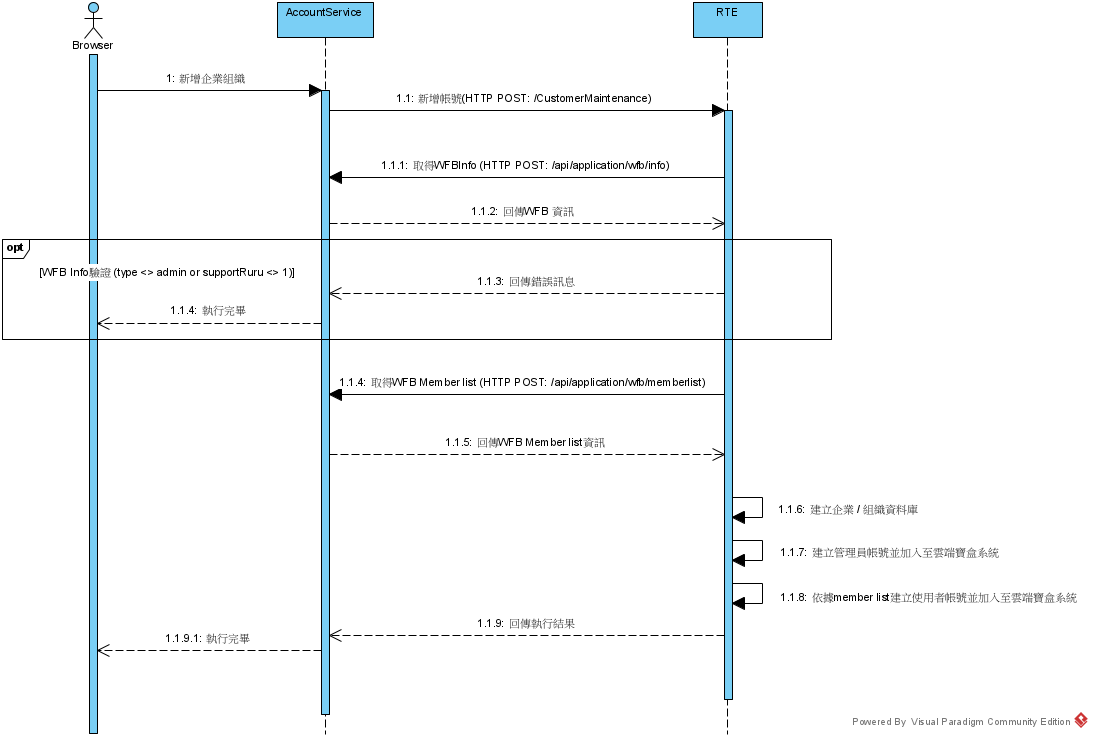 Browser
AccountService
RTE
1: 新增企業組織
1.1: 新增帳號(HTTP POST: /CustomerMaintenance)
1.1.1: 取得WFBInfo (HTTP POST: /api/application/wfb/info)
1.1.2: 回傳WFB 資訊
opt
[WFB Info驗證 (type <> admin or supportRuru <> 1)]
1.1.3: 回傳錯誤訊息
1.1.4: 執行完畢
1.1.4: 取得WFB Member list (HTTP POST: /api/application/wfb/memberlist)
1.1.5: 回傳WFB Member list資訊
1.1.6: 建立企業 / 組織資料庫
1.1.7: 建立管理員帳號並加入至雲端寶盒系統
1.1.8: 依據member list建立使用者帳號並加入至雲端寶盒系統
1.1.9: 回傳執行結果
1.1.9.1: 執行完畢
Powered By Visual Paradigm Community Edition